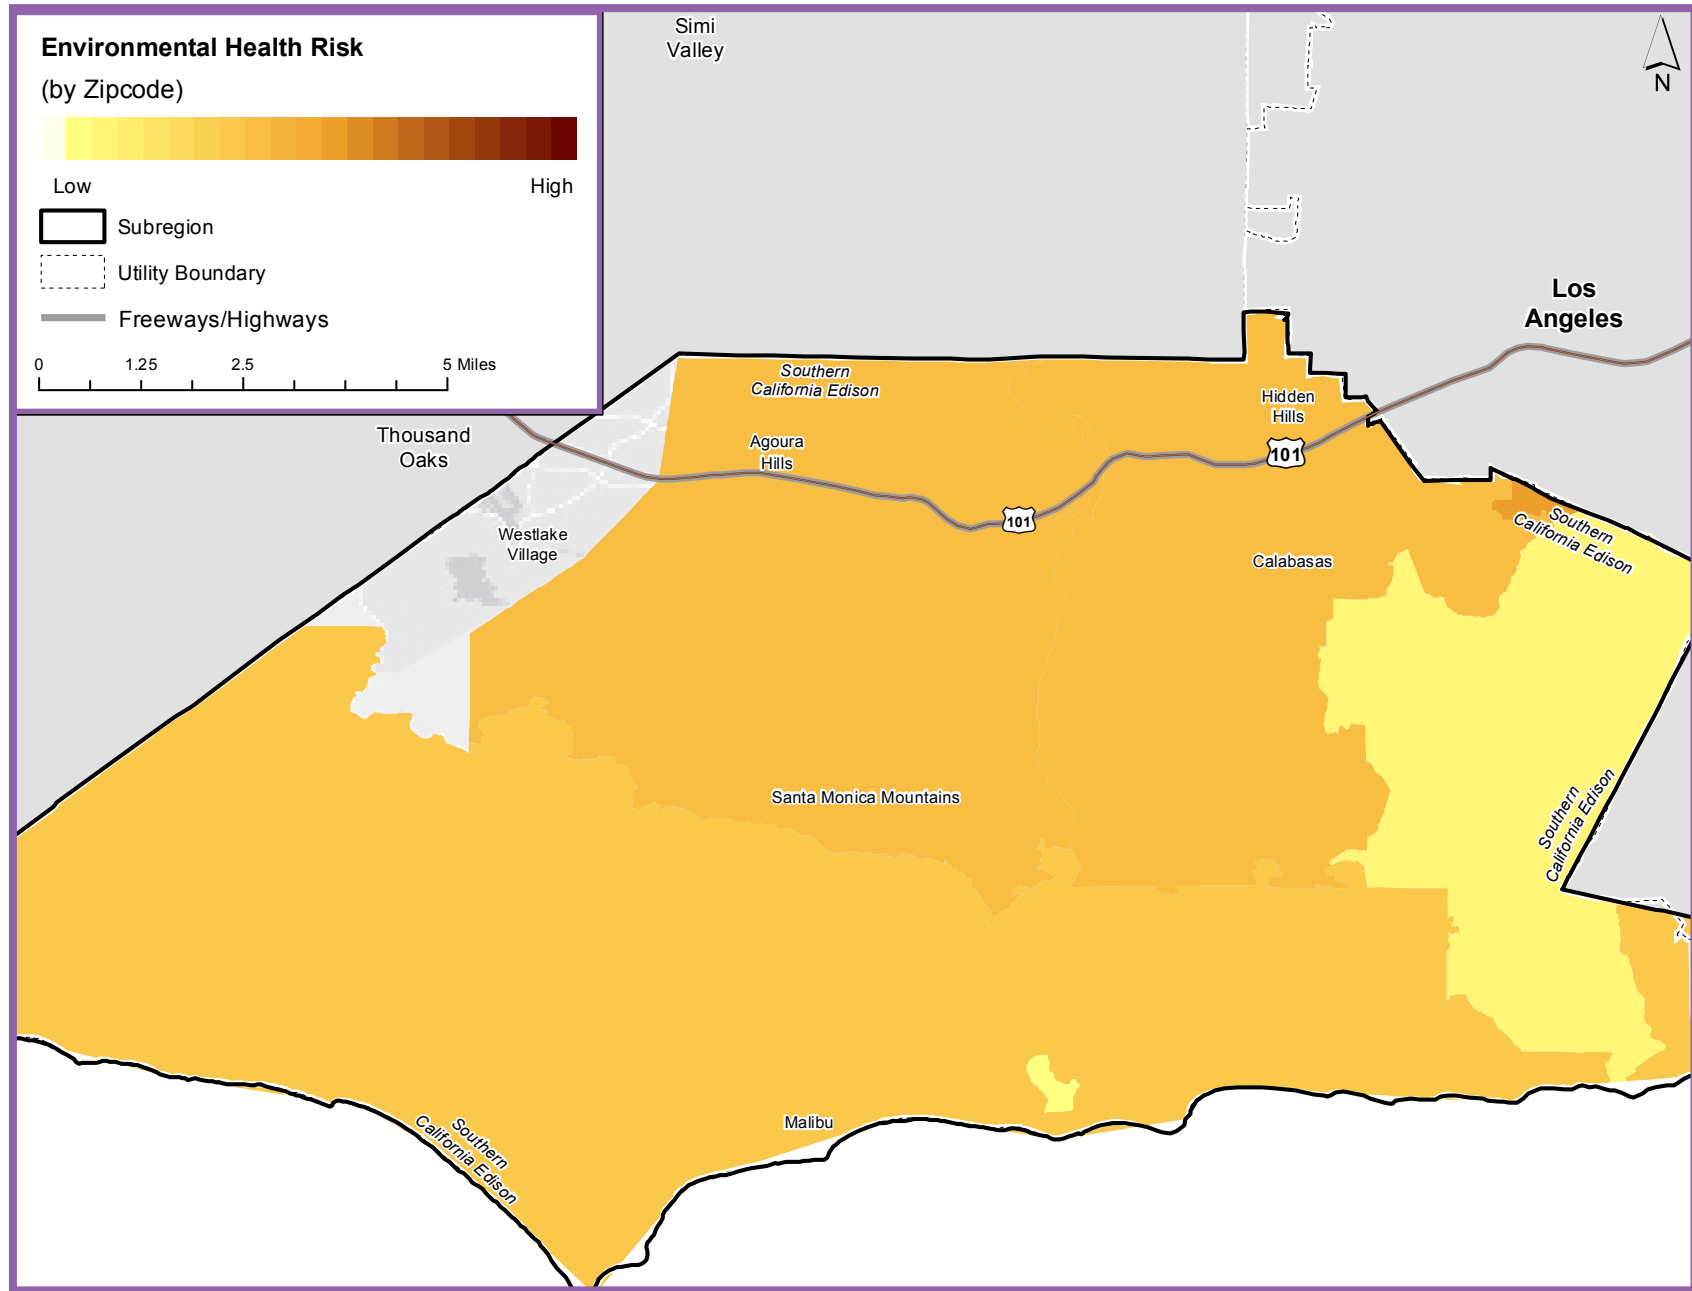 Environmental Health Risk
(by Zipcode)
Low
High
Subregion
Utility Boundary
Freeways/Highways
0
1.25
2.5
5 Miles
Simi
Valley
N
Los
Angeles
Thousand
Oaks
Southern
California Edison
Hidden
Hills
Agoura
Hills
101
101
Westlake
Village
Calabasas
Southern
California Edison
Santa Monica Mountains
Southern
California Edison
Malibu
Southern
California Edison